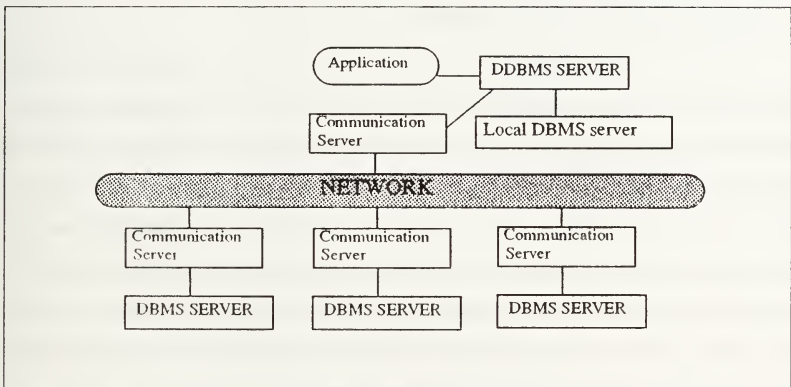 Application
DDBMS SERVER
Communication
Server
Local DBMS server
NETWORK
Communication
Server
Communication
Server
Communication
Server
DBMS SERVER
DBMS SERVER
DBMS SERVER